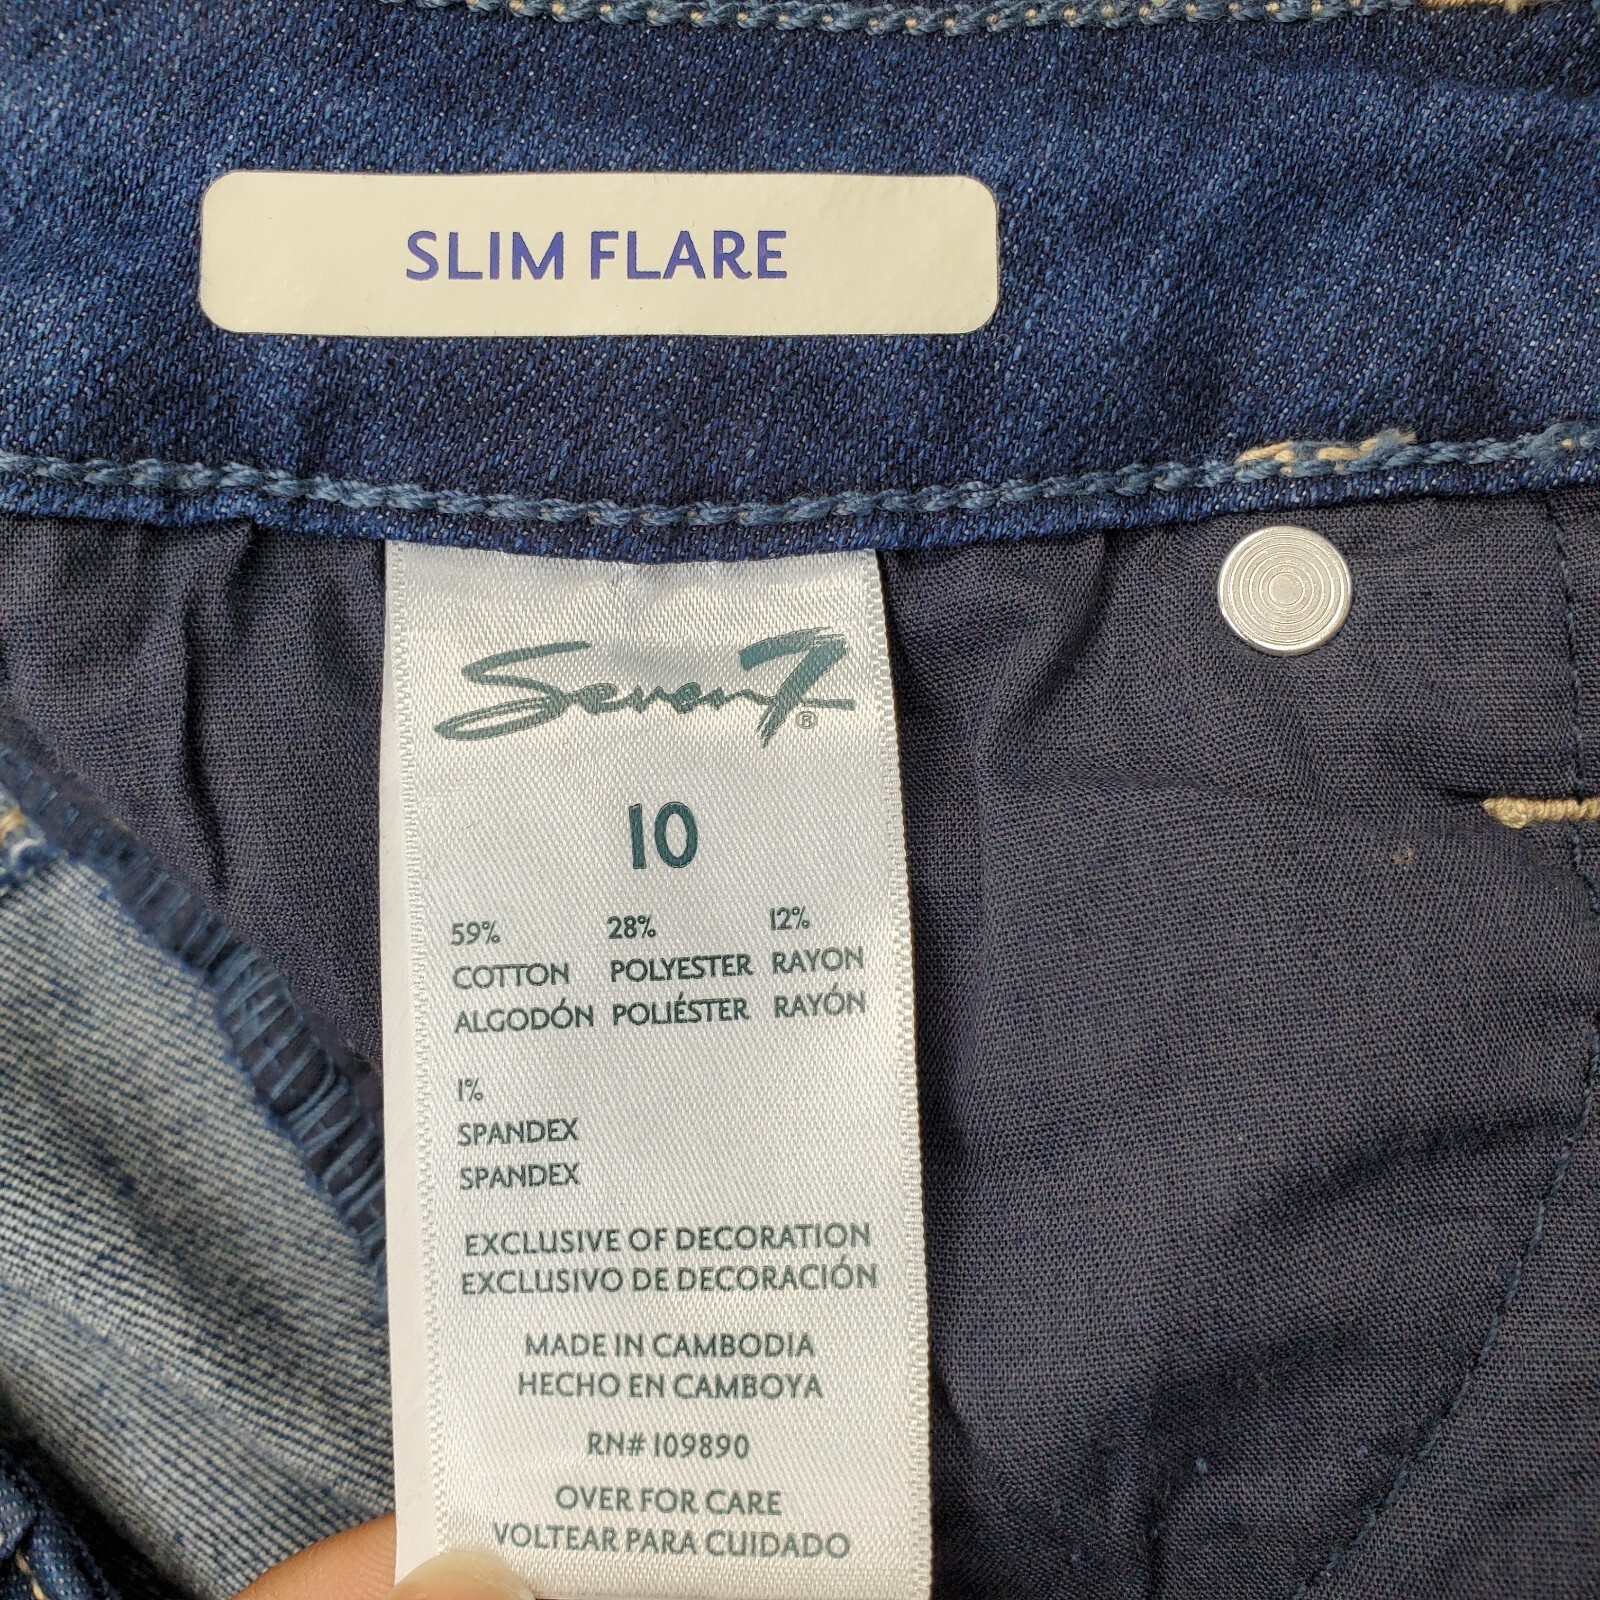 SLIM FLARE
Seven7®
10
59% 28% 12%
COTTON POLYESTER RAYON
ALGODÓN POLIÉSTER RAYÓN
1%
SPANDEX
SPANDEX
EXCLUSIVE OF DECORATION
EXCLUSIVO DE DECORACIÓN
MADE IN CAMBODIA
HECHO EN CAMBOYA
RN# 109890
OVER FOR CARE
VOLTEAR PARA CUIDADO